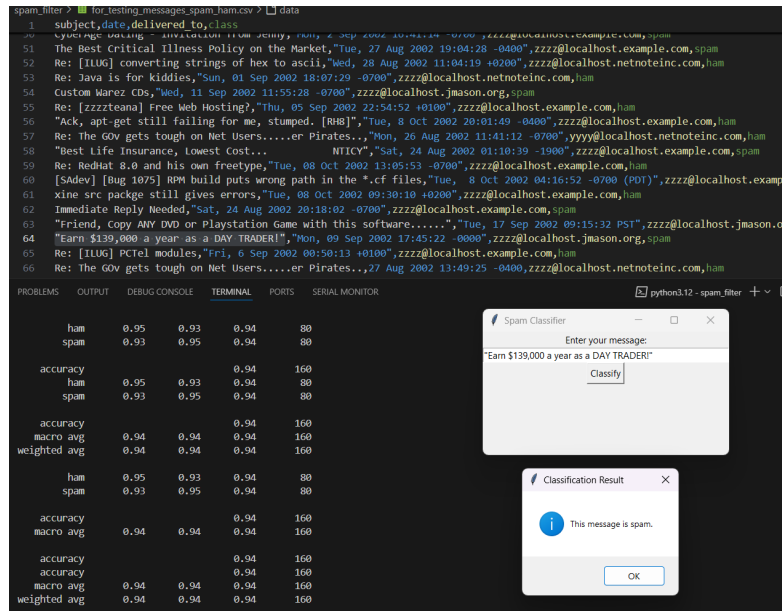 spam_filter > for_testing_messages_spam_ham.csv > data
1 subject,date,delivered_to,class
50 CyberAge Dating - Invitation from Jenny,"Mon, 2 Sep 2002 16:41:14 -0700",zzzz@localhost.example.com,spam
51 The Best Critical Illness Policy on the Market,"Tue, 27 Aug 2002 19:04:28 -0400",zzzz@localhost.example.com,spam
52 Re: [ILUG] converting strings of hex to ascii,"Wed, 28 Aug 2002 11:04:19 +0200",zzzz@localhost.example.com,ham
53 Re: Java is for kiddies,"Sun, 01 Sep 2002 18:07:29 -0700",zzzz@localhost.netnoteinc.com,ham
54 Custom Warez CDs,"Wed, 11 Sep 2002 11:55:28 -0700",zzzz@localhost.jmason.org,spam
55 Re: [zzzzteana] Free Web Hosting?,"Thu, 05 Sep 2002 22:54:52 +0100",zzzz@localhost.example.com,ham
56 "Ack, apt-get still failing for me, stumped. [RH8]","Tue, 8 Oct 2002 20:01:49 -0400",zzzz@localhost.example.com,ham
57 Re: The GOv gets tough on Net Users.....er Pirates..,"Mon, 26 Aug 2002 11:41:12 -0700",yyyy@localhost.netnoteinc.com,ham
58 "Best Life Insurance, Lowest Cost... NTICY","Sat, 24 Aug 2002 01:10:39 -1900",zzzz@localhost.example.com,spam
59 Re: RedHat 8.0 and his own freetype,"Tue, 08 Oct 2002 13:05:53 -0700",zzzz@localhost.example.com,ham
60 [SAdev] [Bug 1075] RPM build puts wrong path in the *.cf files,"Tue, 8 Oct 2002 04:16:52 -0700 (PDT)",zzzz@localhost.examp
61 xine src packge still gives errors,"Tue, 08 Oct 2002 09:30:10 +0200",zzzz@localhost.example.com,ham
62 Immediate Reply Needed,"Sat, 24 Aug 2002 20:18:02 -0700",zzzz@localhost.example.com,spam
63 "Friend, Copy ANY DVD or Playstation Game with this software......","Tue, 17 Sep 2002 09:15:32 PST",zzzz@localhost.jmason.o
64 "Earn $139,000 a year as a DAY TRADER!","Mon, 09 Sep 2002 17:45:22 -0000",zzzz@localhost.jmason.org,spam
65 Re: [ILUG] PCTel modules,"Fri, 6 Sep 2002 00:50:13 +0100",zzzz@localhost.example.com,ham
66 Re: The GOv gets tough on Net Users.....er Pirates..,27 Aug 2002 13:49:25 -0400,zzzz@localhost.netnoteinc.com,ham
PROBLEMS OUTPUT DEBUG CONSOLE TERMINAL PORTS SERIAL MONITOR python3.12 - spam_filter
ham 0.95 0.93 0.94 80
spam 0.93 0.95 0.94 80
accuracy 0.94 160
ham 0.95 0.93 0.94 80
spam 0.93 0.95 0.94 80
accuracy 0.94 160
macro avg 0.94 0.94 0.94 160
weighted avg 0.94 0.94 0.94 160
ham 0.95 0.93 0.94 80
spam 0.93 0.95 0.94 80
accuracy 0.94 160
macro avg 0.94 0.94 0.94 160
accuracy 0.94 160
accuracy 0.94 160
macro avg 0.94 0.94 0.94 160
weighted avg 0.94 0.94 0.94 160
Spam Classifier
Enter your message:
"Earn $139,000 a year as a DAY TRADER!"
Classify
Classification Result
This message is spam.
OK